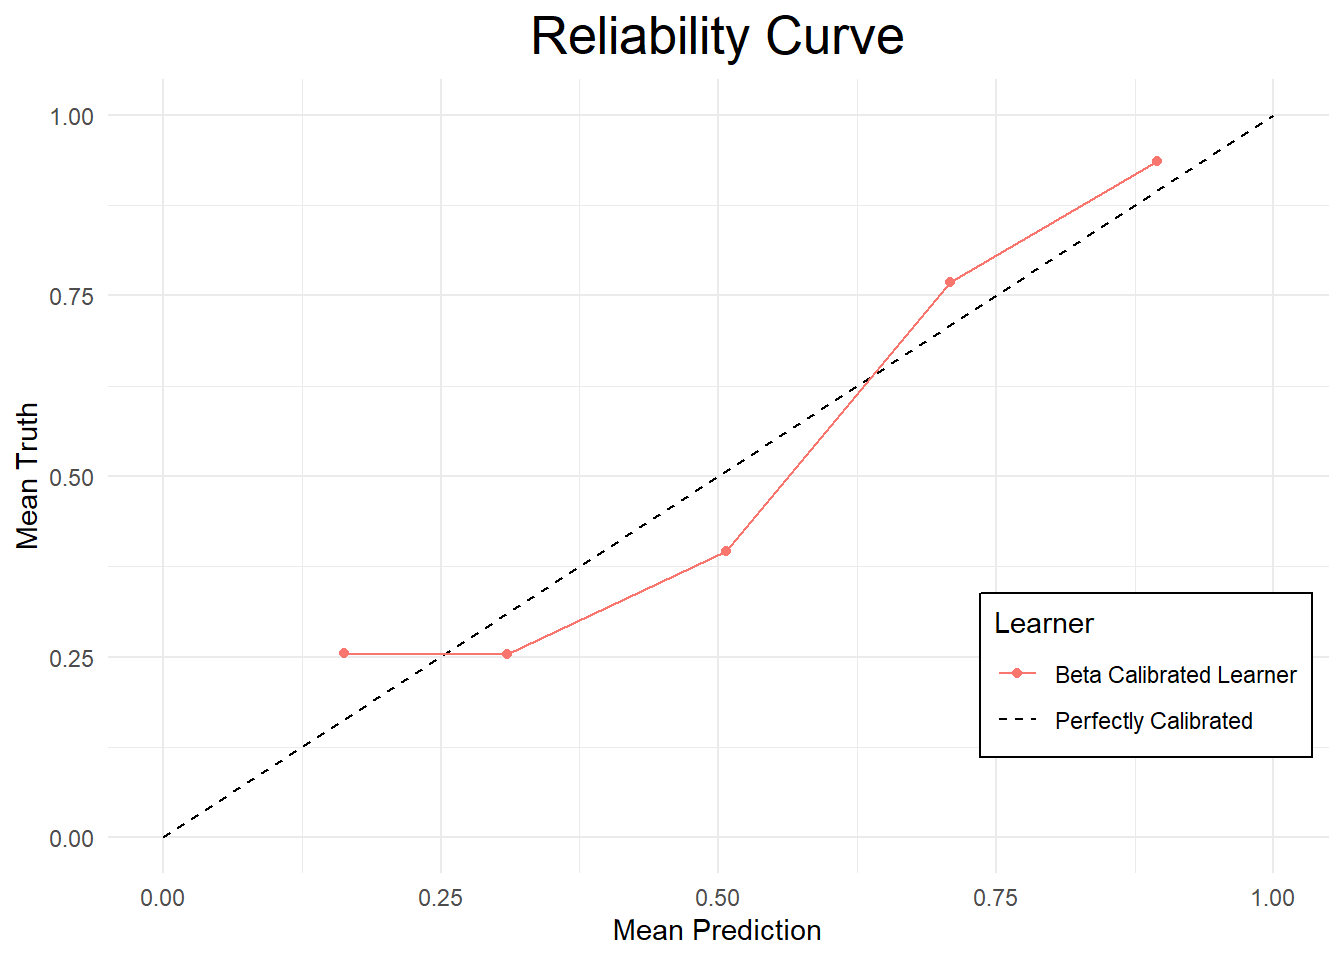 Reliability Curve
1.00
0.75
0.50
0.25
0.00
Mean Truth
Learner
Beta Calibrated Learner
Perfectly Calibrated
0.00 0.25 0.50 0.75 1.00
Mean Prediction